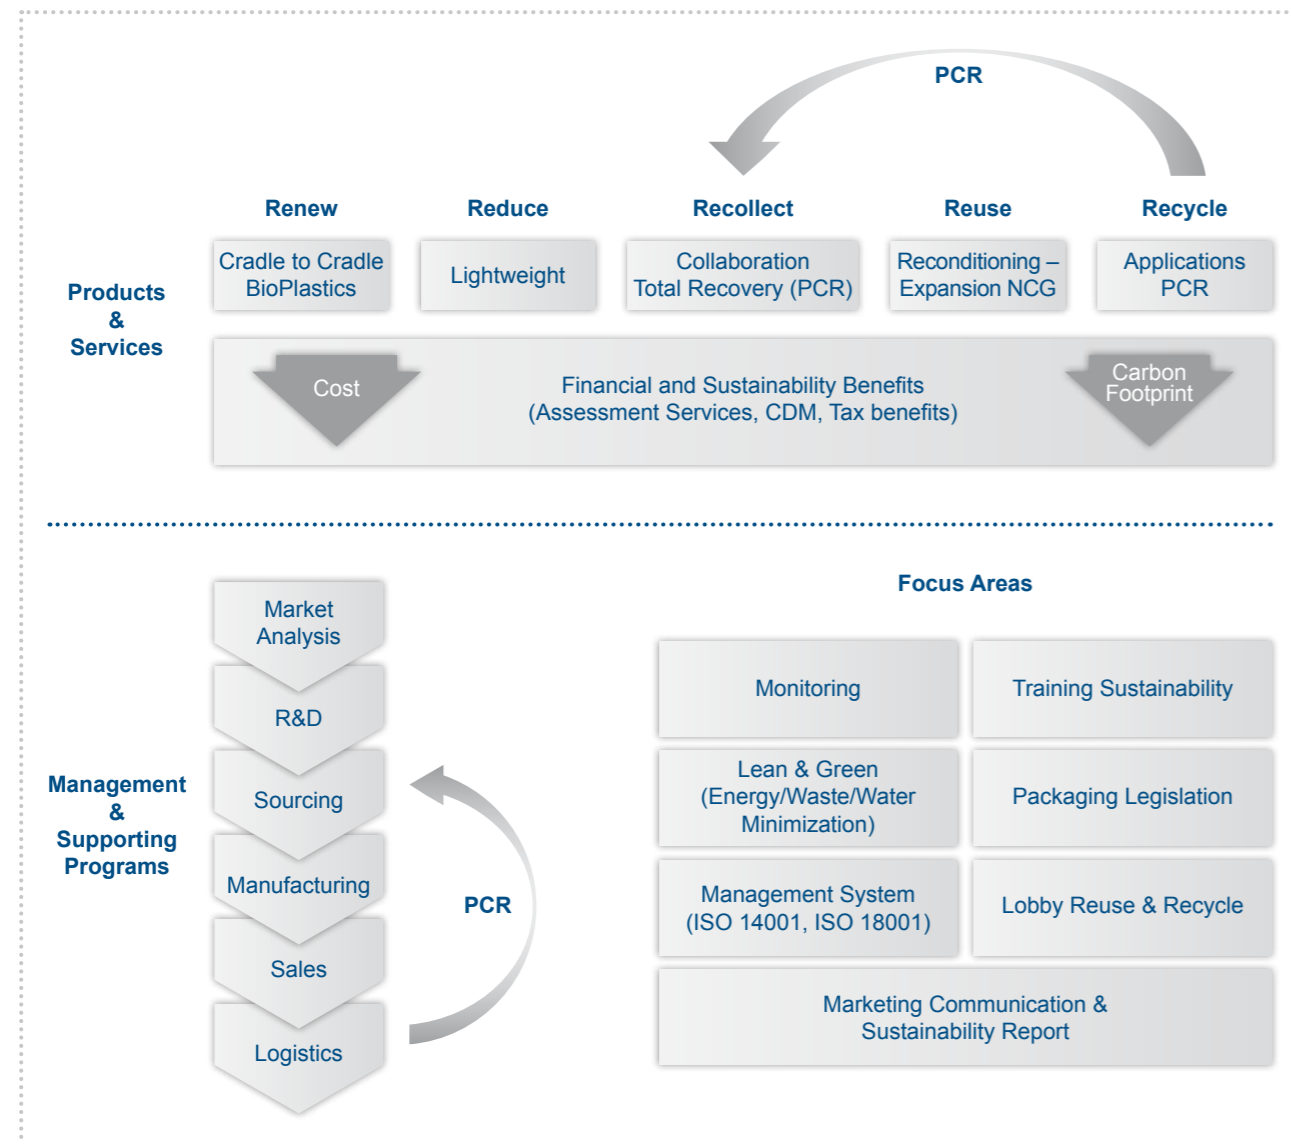 PCR
Renew
Reduce
Recollect
Reuse
Recycle
Products
&
Services
Cradle to Cradle
BioPlastics
Lightweight
Collaboration
Total Recovery (PCR)
Reconditioning –
Expansion NCG
Applications
PCR
Cost
Financial and Sustainability Benefits
(Assessment Services, CDM, Tax benefits)
Carbon
Footprint
Management
&
Supporting
Programs
Market
Analysis
R&D
Sourcing
Manufacturing
Sales
Logistics
PCR
Focus Areas
Monitoring
Training Sustainability
Lean & Green
(Energy/Waste/Water
Minimization)
Packaging Legislation
Management System
(ISO 14001, ISO 18001)
Lobby Reuse & Recycle
Marketing Communication &
Sustainability Report